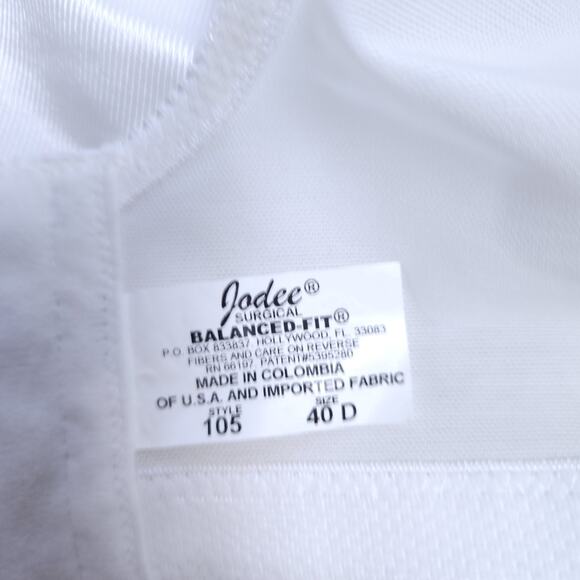 Jodee®
SURGICAL
BALANCED-FIT®
P.O. BOX 833837, HOLLYWOOD, FL. 33083
FIBERS AND CARE ON REVERSE
RN 66197 PATENT#5395280
MADE IN COLOMBIA
OF U.S.A. AND IMPORTED FABRIC
STYLE SIZE
105 40 D